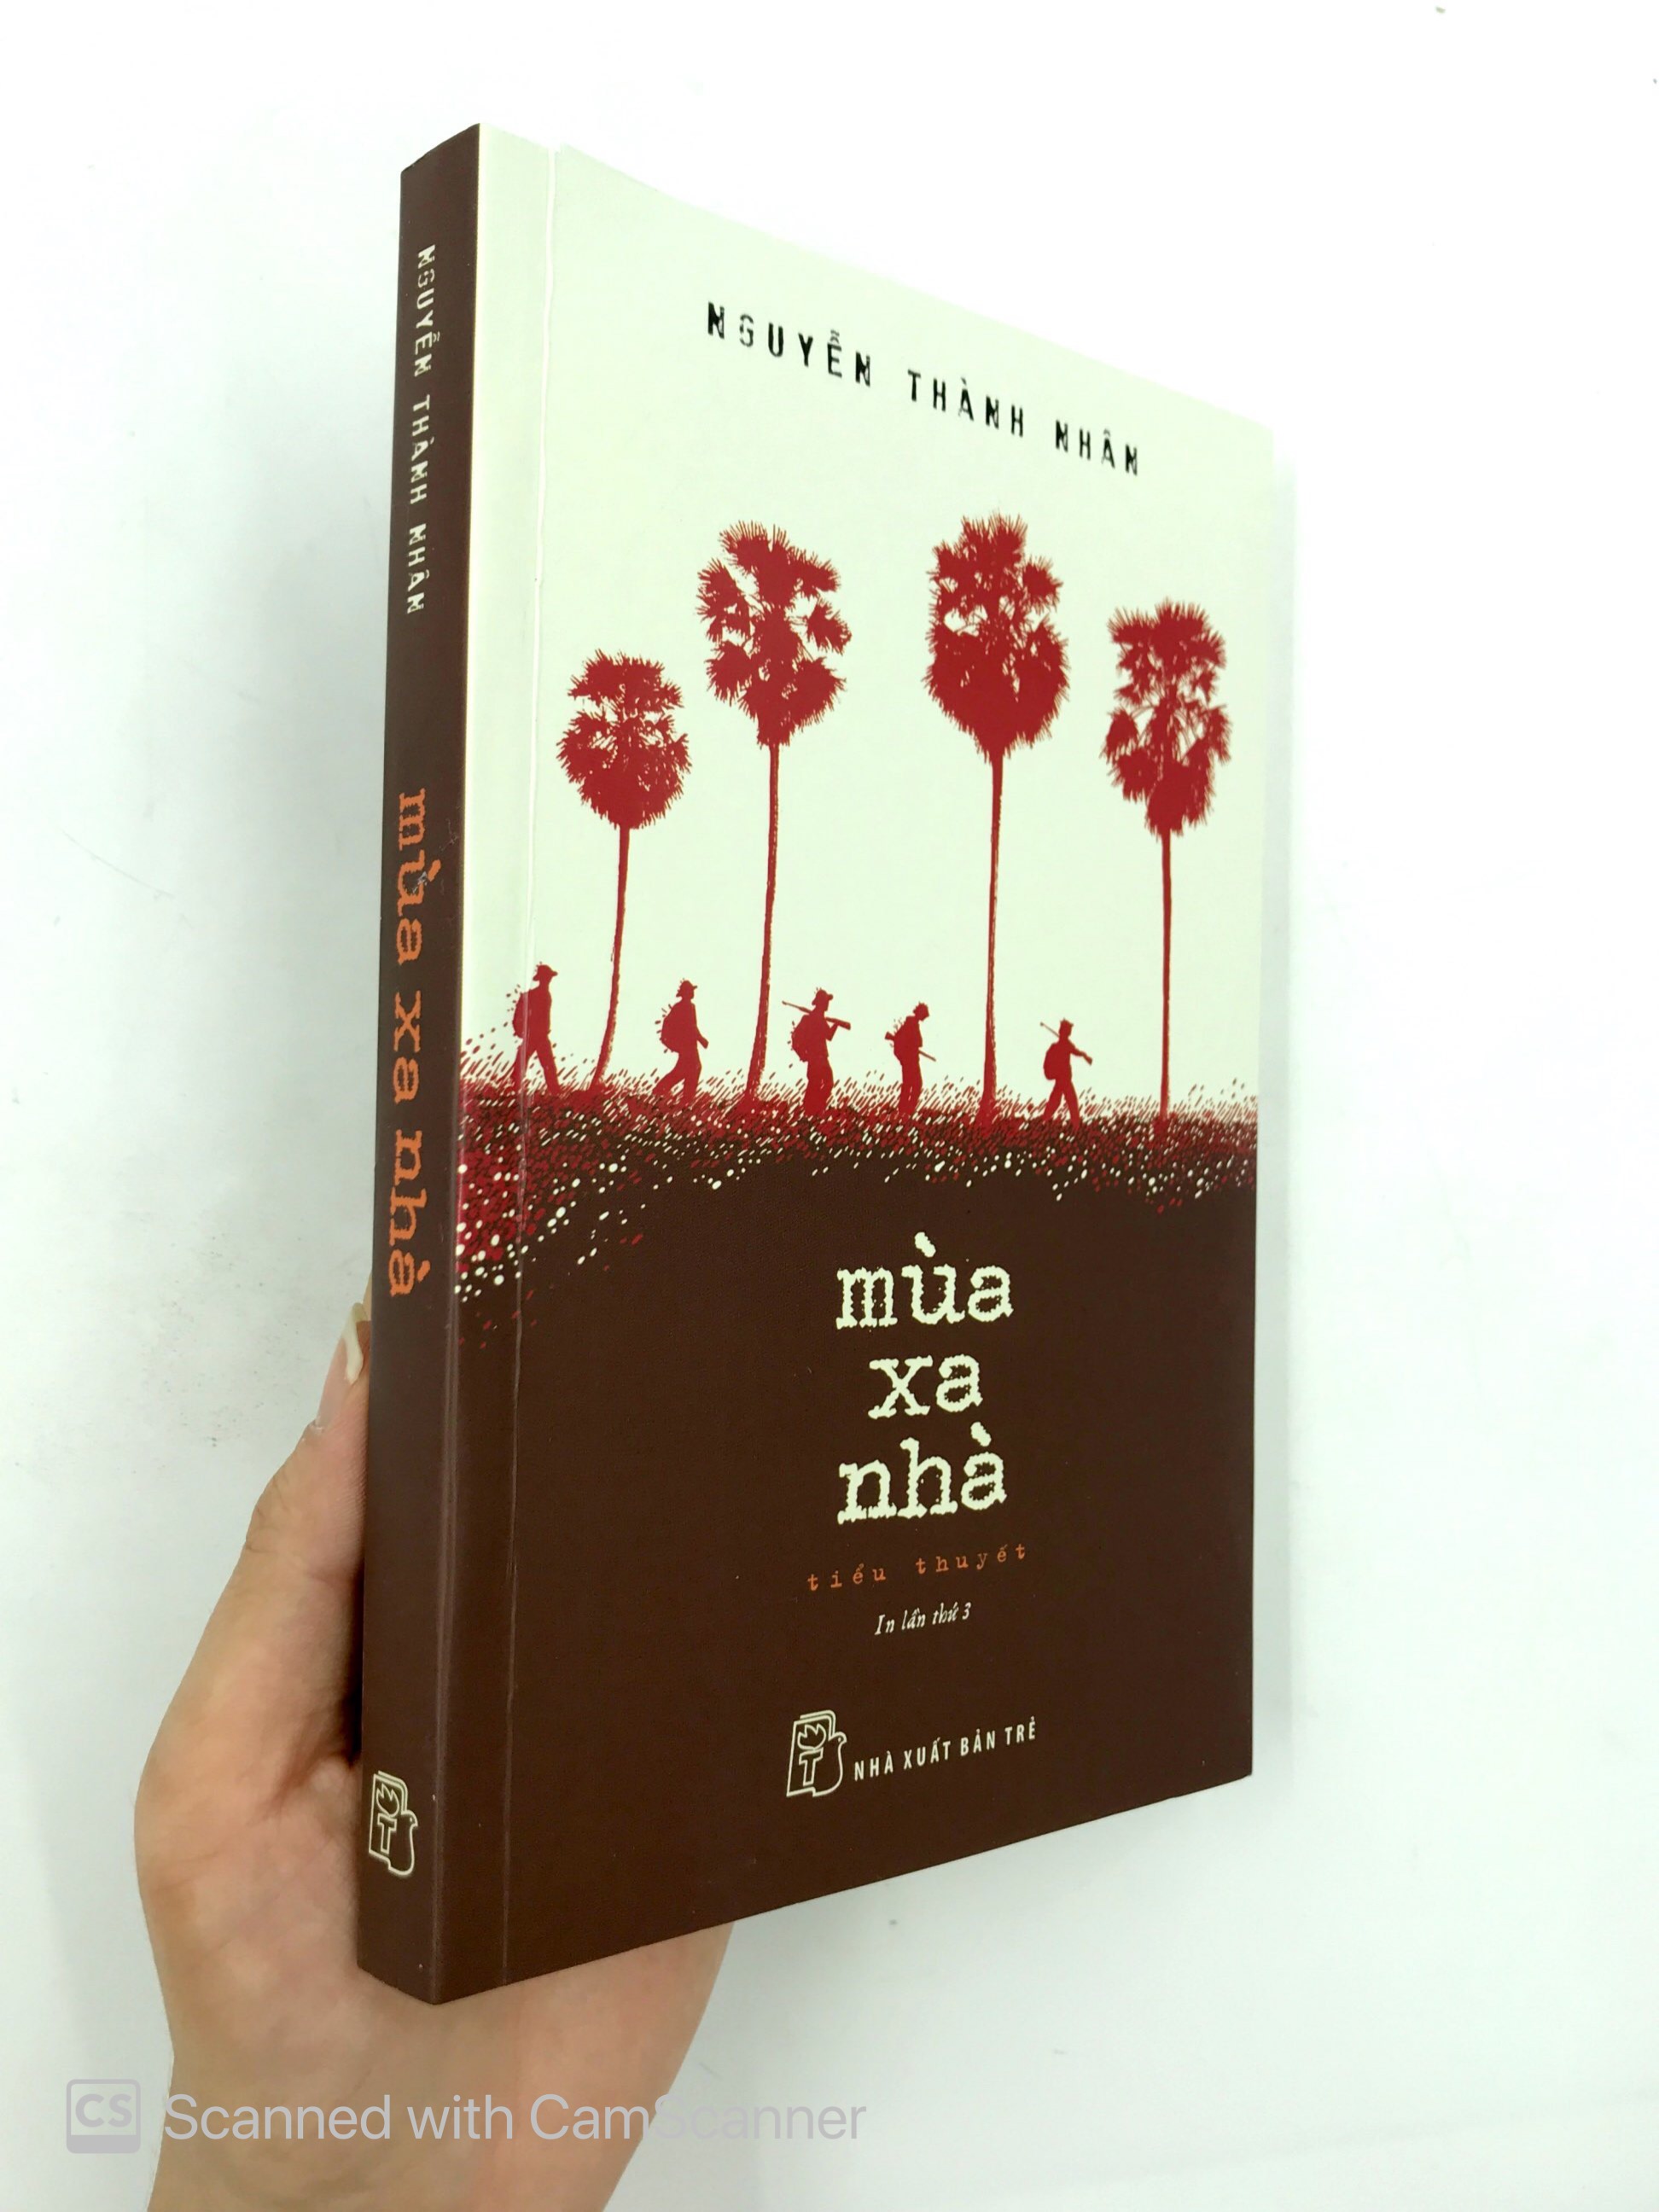 NGUYỄN THÀNH NHÂN
mùa xa nhà
NGUYỄN THÀNH NHÂN
mùa
xa
nhà
tiểu thuyết
In lần thứ 3
T
NHÀ XUẤT BẢN TRẺ
T
CS Scanned with CamScanner